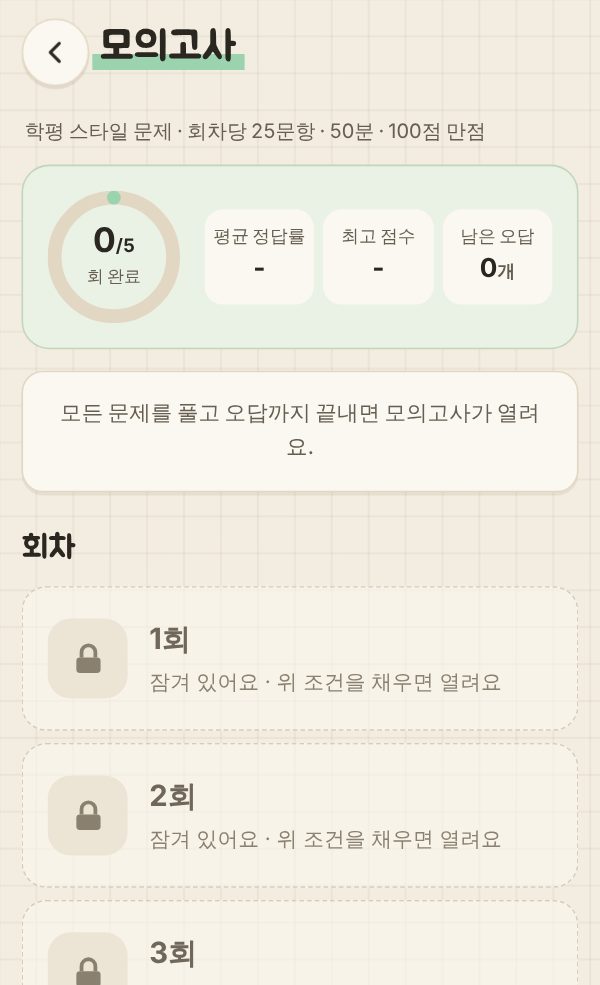 모의고사
학평 스타일 문제 · 회차당 25문항 · 50분 · 100점 만점
0/5
회 완료
평균 정답률
-
최고 점수
-
남은 오답
0개
모든 문제를 풀고 오답까지 끝내면 모의고사가 열려
요.
회차
1회
잠겨 있어요 · 위 조건을 채우면 열려요
2회
잠겨 있어요 · 위 조건을 채우면 열려요
3회